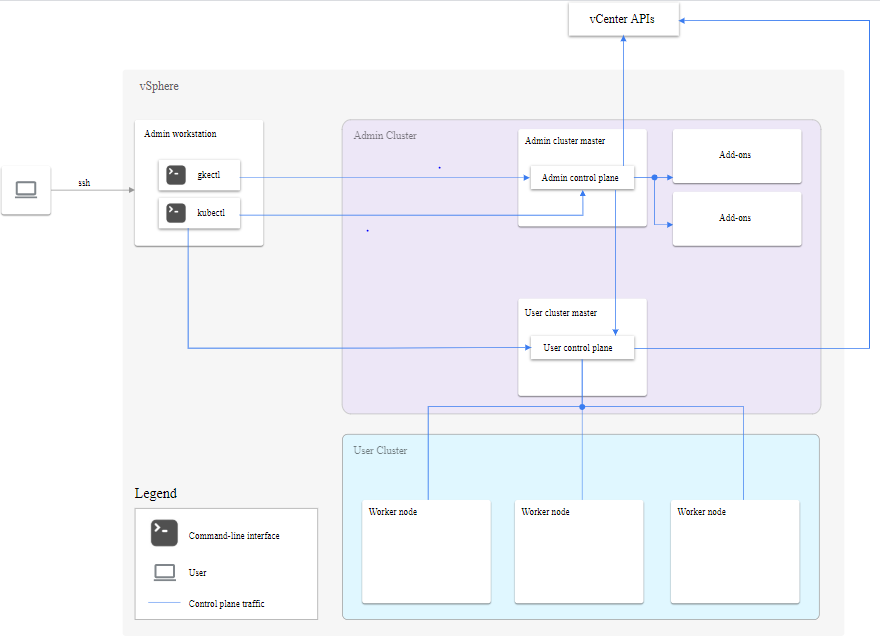 vCenter APIs
vSphere
Admin workstation
gkectl
kubectl
ssh
Admin Cluster
Admin cluster master
Admin control plane
Add-ons
Add-ons
User cluster master
User control plane
User Cluster
Worker node
Worker node
Worker node
Legend
Command-line interface
User
Control plane traffic